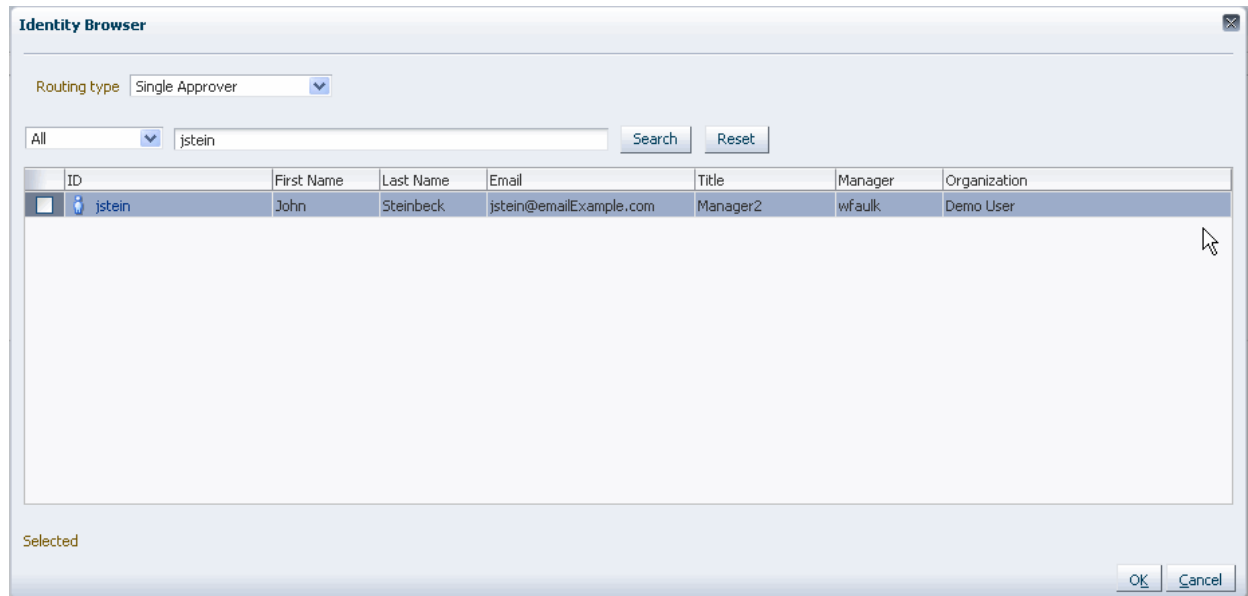 Identity Browser
Routing type Single Approver
All jstein Search Reset
ID First Name Last Name Email Title Manager Organization
jstein John Steinbeck jstein@emailExample.com Manager2 wfaulk Demo User
Selected
OK Cancel